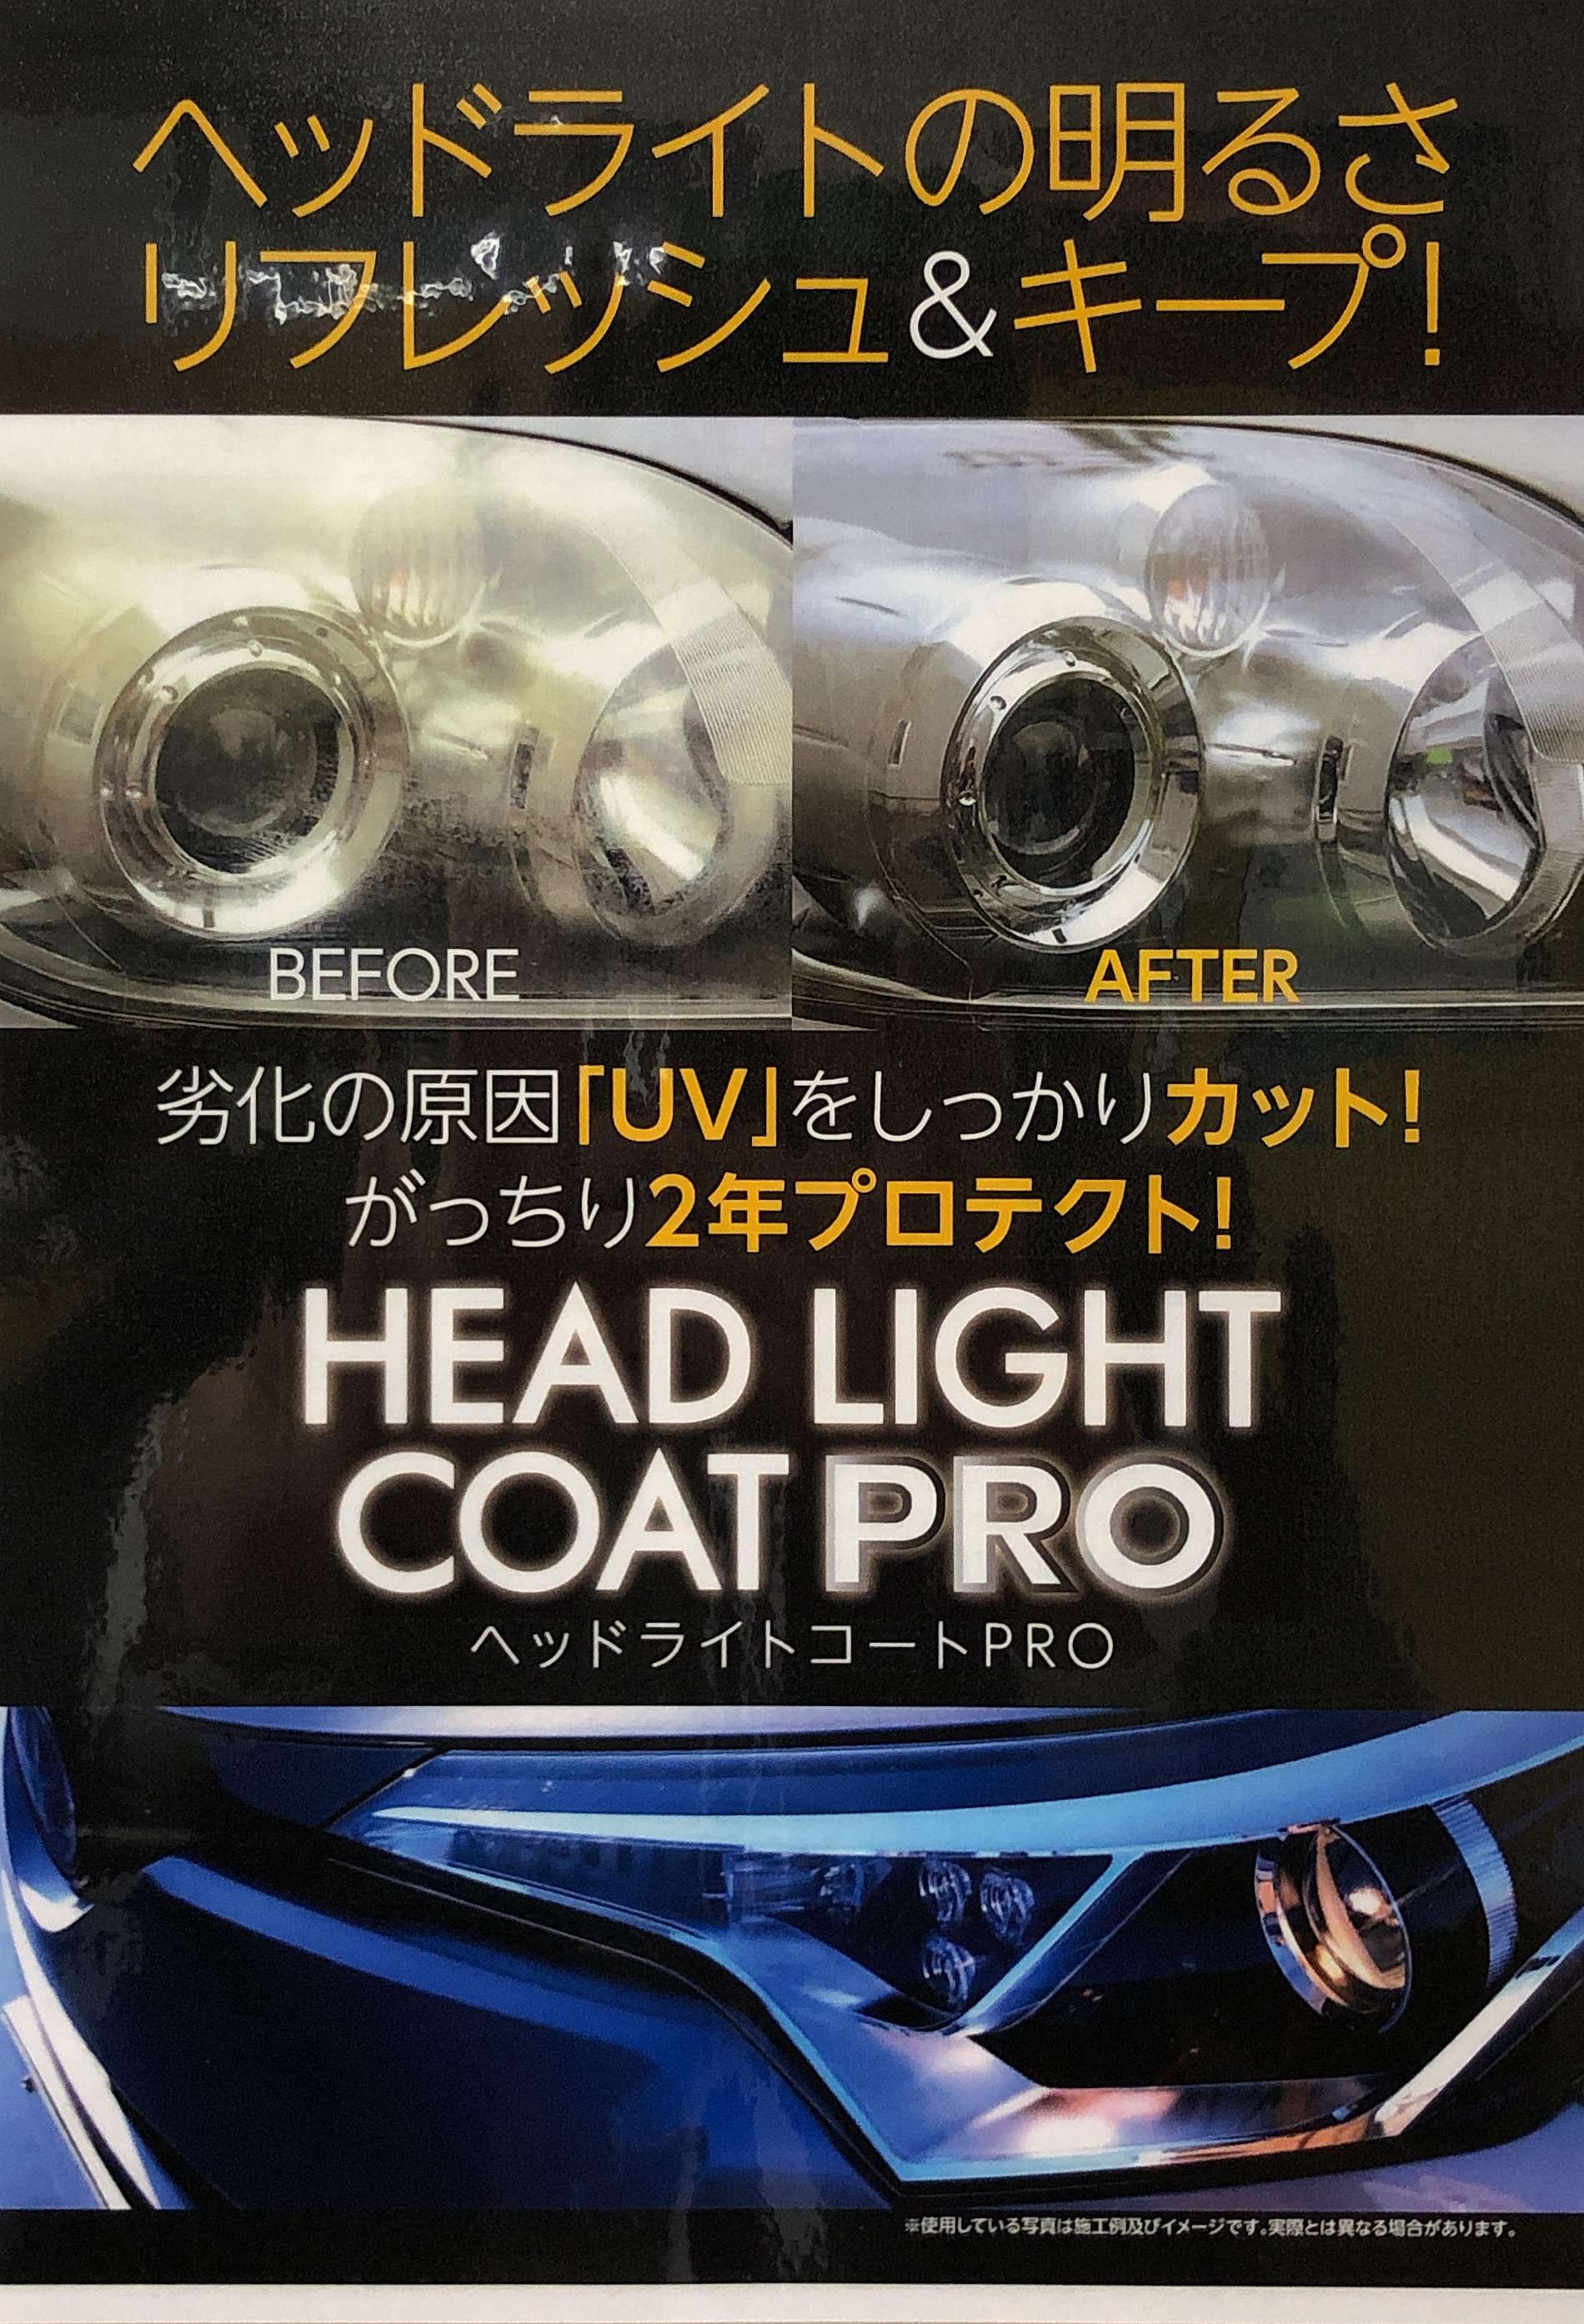 ヘッドライトの明るさ
リフレッシュ&キープ!
BEFORE
AFTER
劣化の原因「UV」をしっかりカット!
がっちり2年プロテクト!
HEAD LIGHT
COAT PRO
ヘッドライトコートPRO
※使用している写真は施工例及びイメージです。実際とは異なる場合があります。